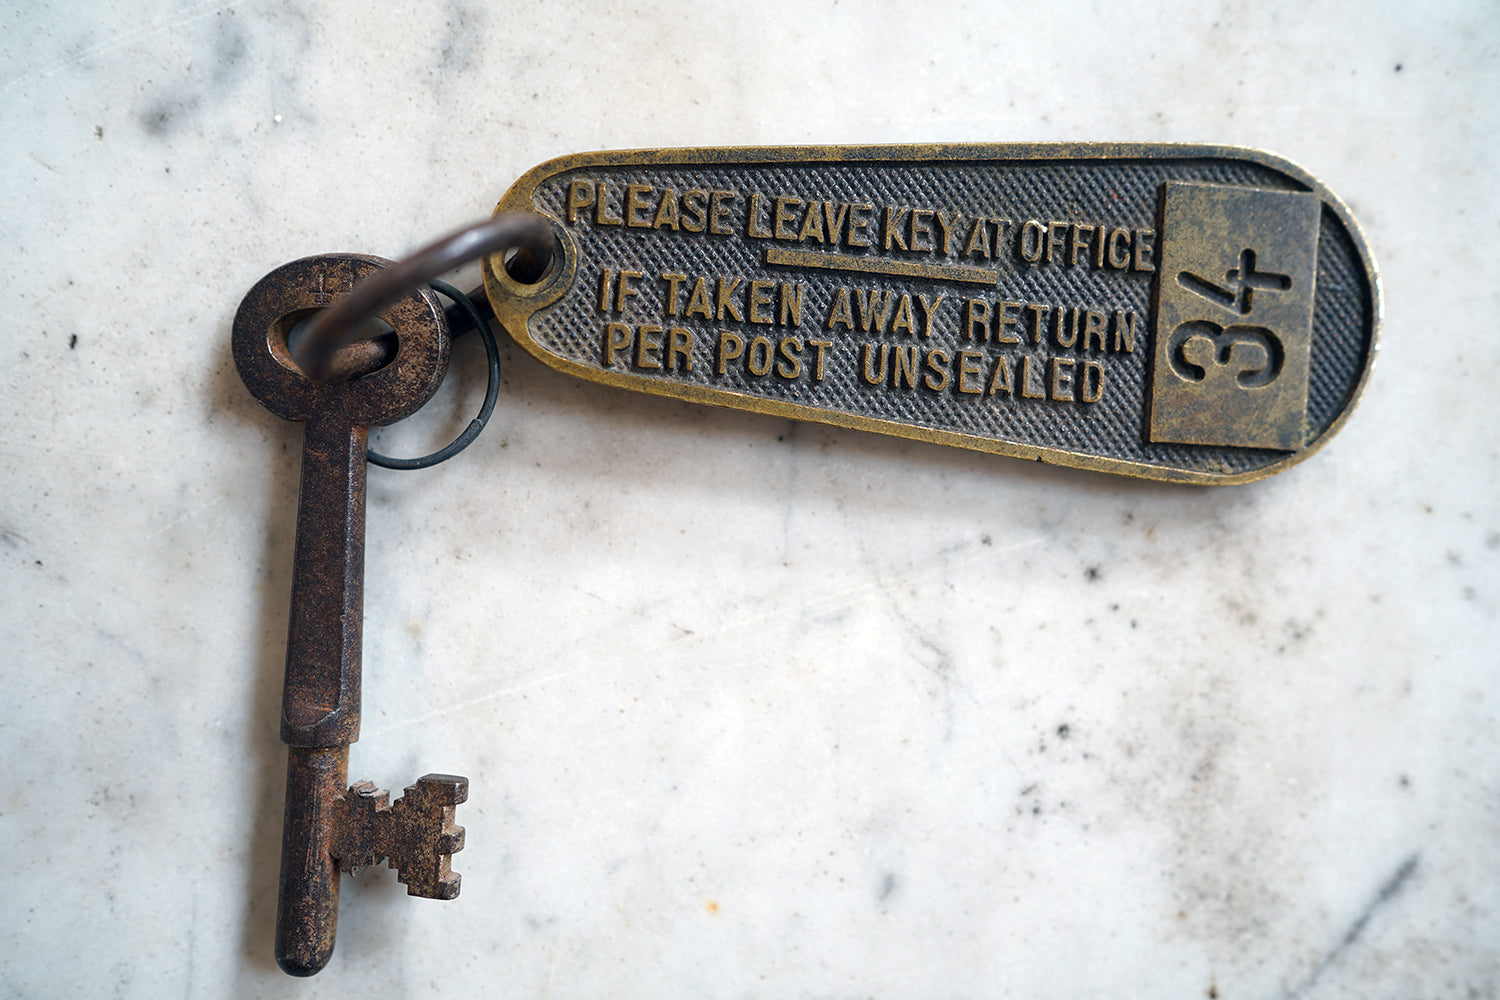 PLEASE LEAVE KEY AT OFFICE
IF TAKEN AWAY RETURN
PER POST UNSEALED
34